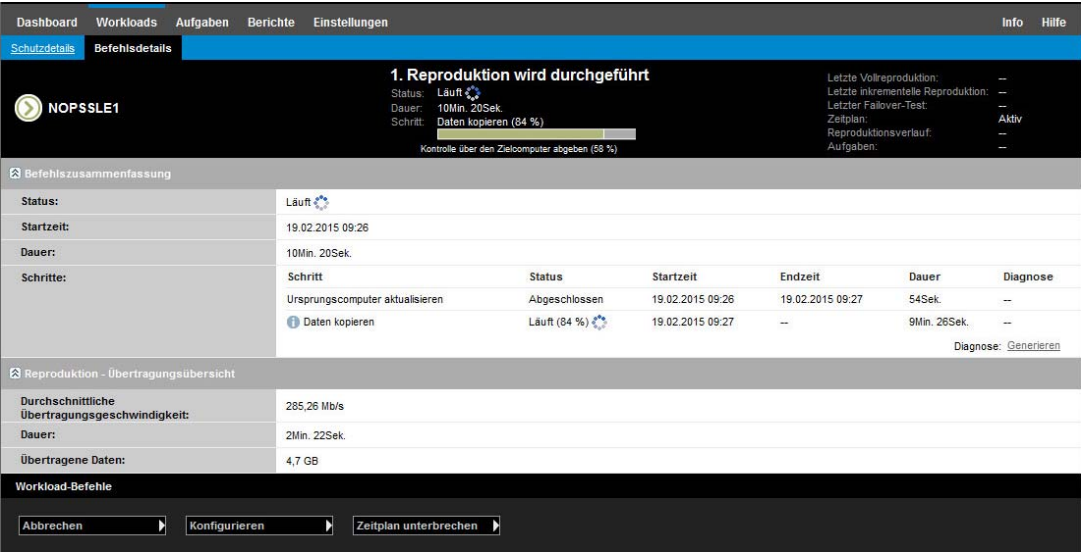 Dashboard Workloads Aufgaben Berichte Einstellungen Info Hilfe
Schutzdetails Befehlsdetails
NOPSSLE1
1. Reproduktion wird durchgeführt
Status: Läuft
Dauer: 10Min. 20Sek.
Schritt: Daten kopieren (84 %)
Kontrolle über den Zielcomputer abgeben (58 %)
Letzte Vollreproduktion: --
Letzte inkrementelle Reproduktion: --
Letzter Failover-Test: --
Zeitplan: Aktiv
Reproduktionsverlauf: --
Aufgaben: --
Befehlszusammenfassung
Status: Läuft
Startzeit: 19.02.2015 09:26
Dauer: 10Min. 20Sek.
Schritte: Schritt Status Startzeit Endzeit Dauer Diagnose
Ursprungscomputer aktualisieren Abgeschlossen 19.02.2015 09:26 19.02.2015 09:27 54Sek. --
Daten kopieren Läuft (84 %) 19.02.2015 09:27 -- 9Min. 26Sek. --
Diagnose: Generieren
Reproduktion - Übertragungsübersicht
Durchschnittliche
Übertragungsgeschwindigkeit: 285,26 Mb/s
Dauer: 2Min. 22Sek.
Übertragene Daten: 4,7 GB
Workload-Befehle
Abbrechen Konfigurieren Zeitplan unterbrechen